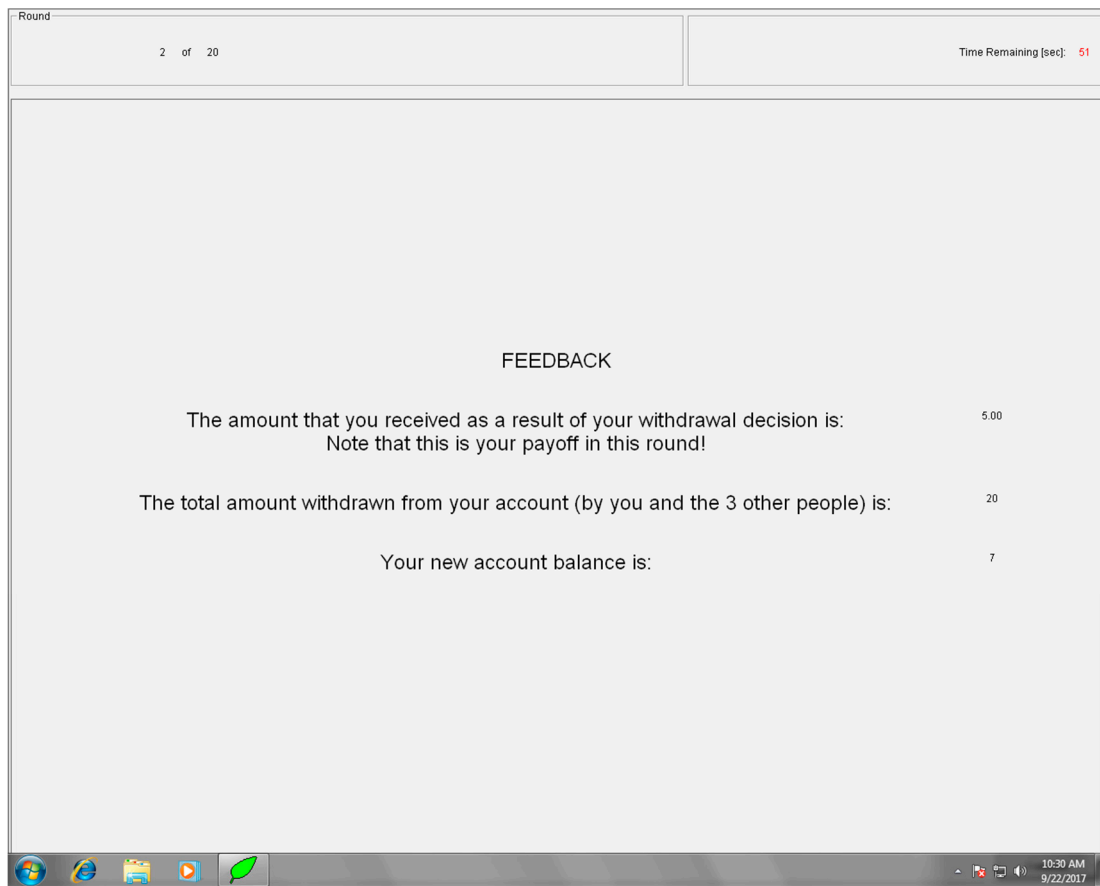 Round
2 of 20
Time Remaining [sec]: 51
FEEDBACK
The amount that you received as a result of your withdrawal decision is: 5.00
Note that this is your payoff in this round!
The total amount withdrawn from your account (by you and the 3 other people) is: 20
Your new account balance is: 7
10:30 AM
9/22/2017